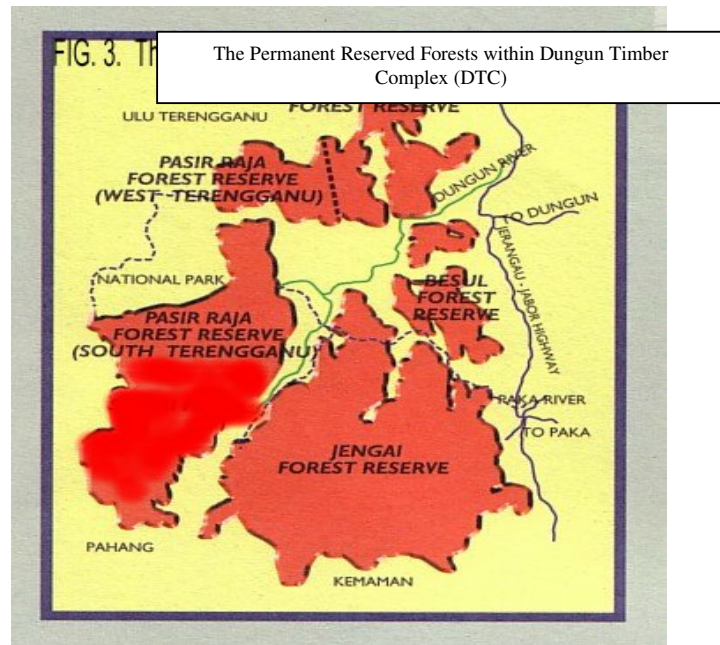 FIG. 3. Th
The Permanent Reserved Forests within Dungun Timber
Complex (DTC)
FOREST RESERVE
ULU TERENGGANU
PASIR RAJA
FOREST RESERVE
(WEST TERENGGANU)
DUNGUN RIVER
TO DUNGUN
JERANGAU - JABOR HIGHWAY
NATIONAL PARK
BESUL
FOREST
RESERVE
PASIR RAJA
FOREST RESERVE
(SOUTH TERENGGANU)
PAKA RIVER
TO PAKA
JENGAI
FOREST RESERVE
PAHANG
KEMAMAN